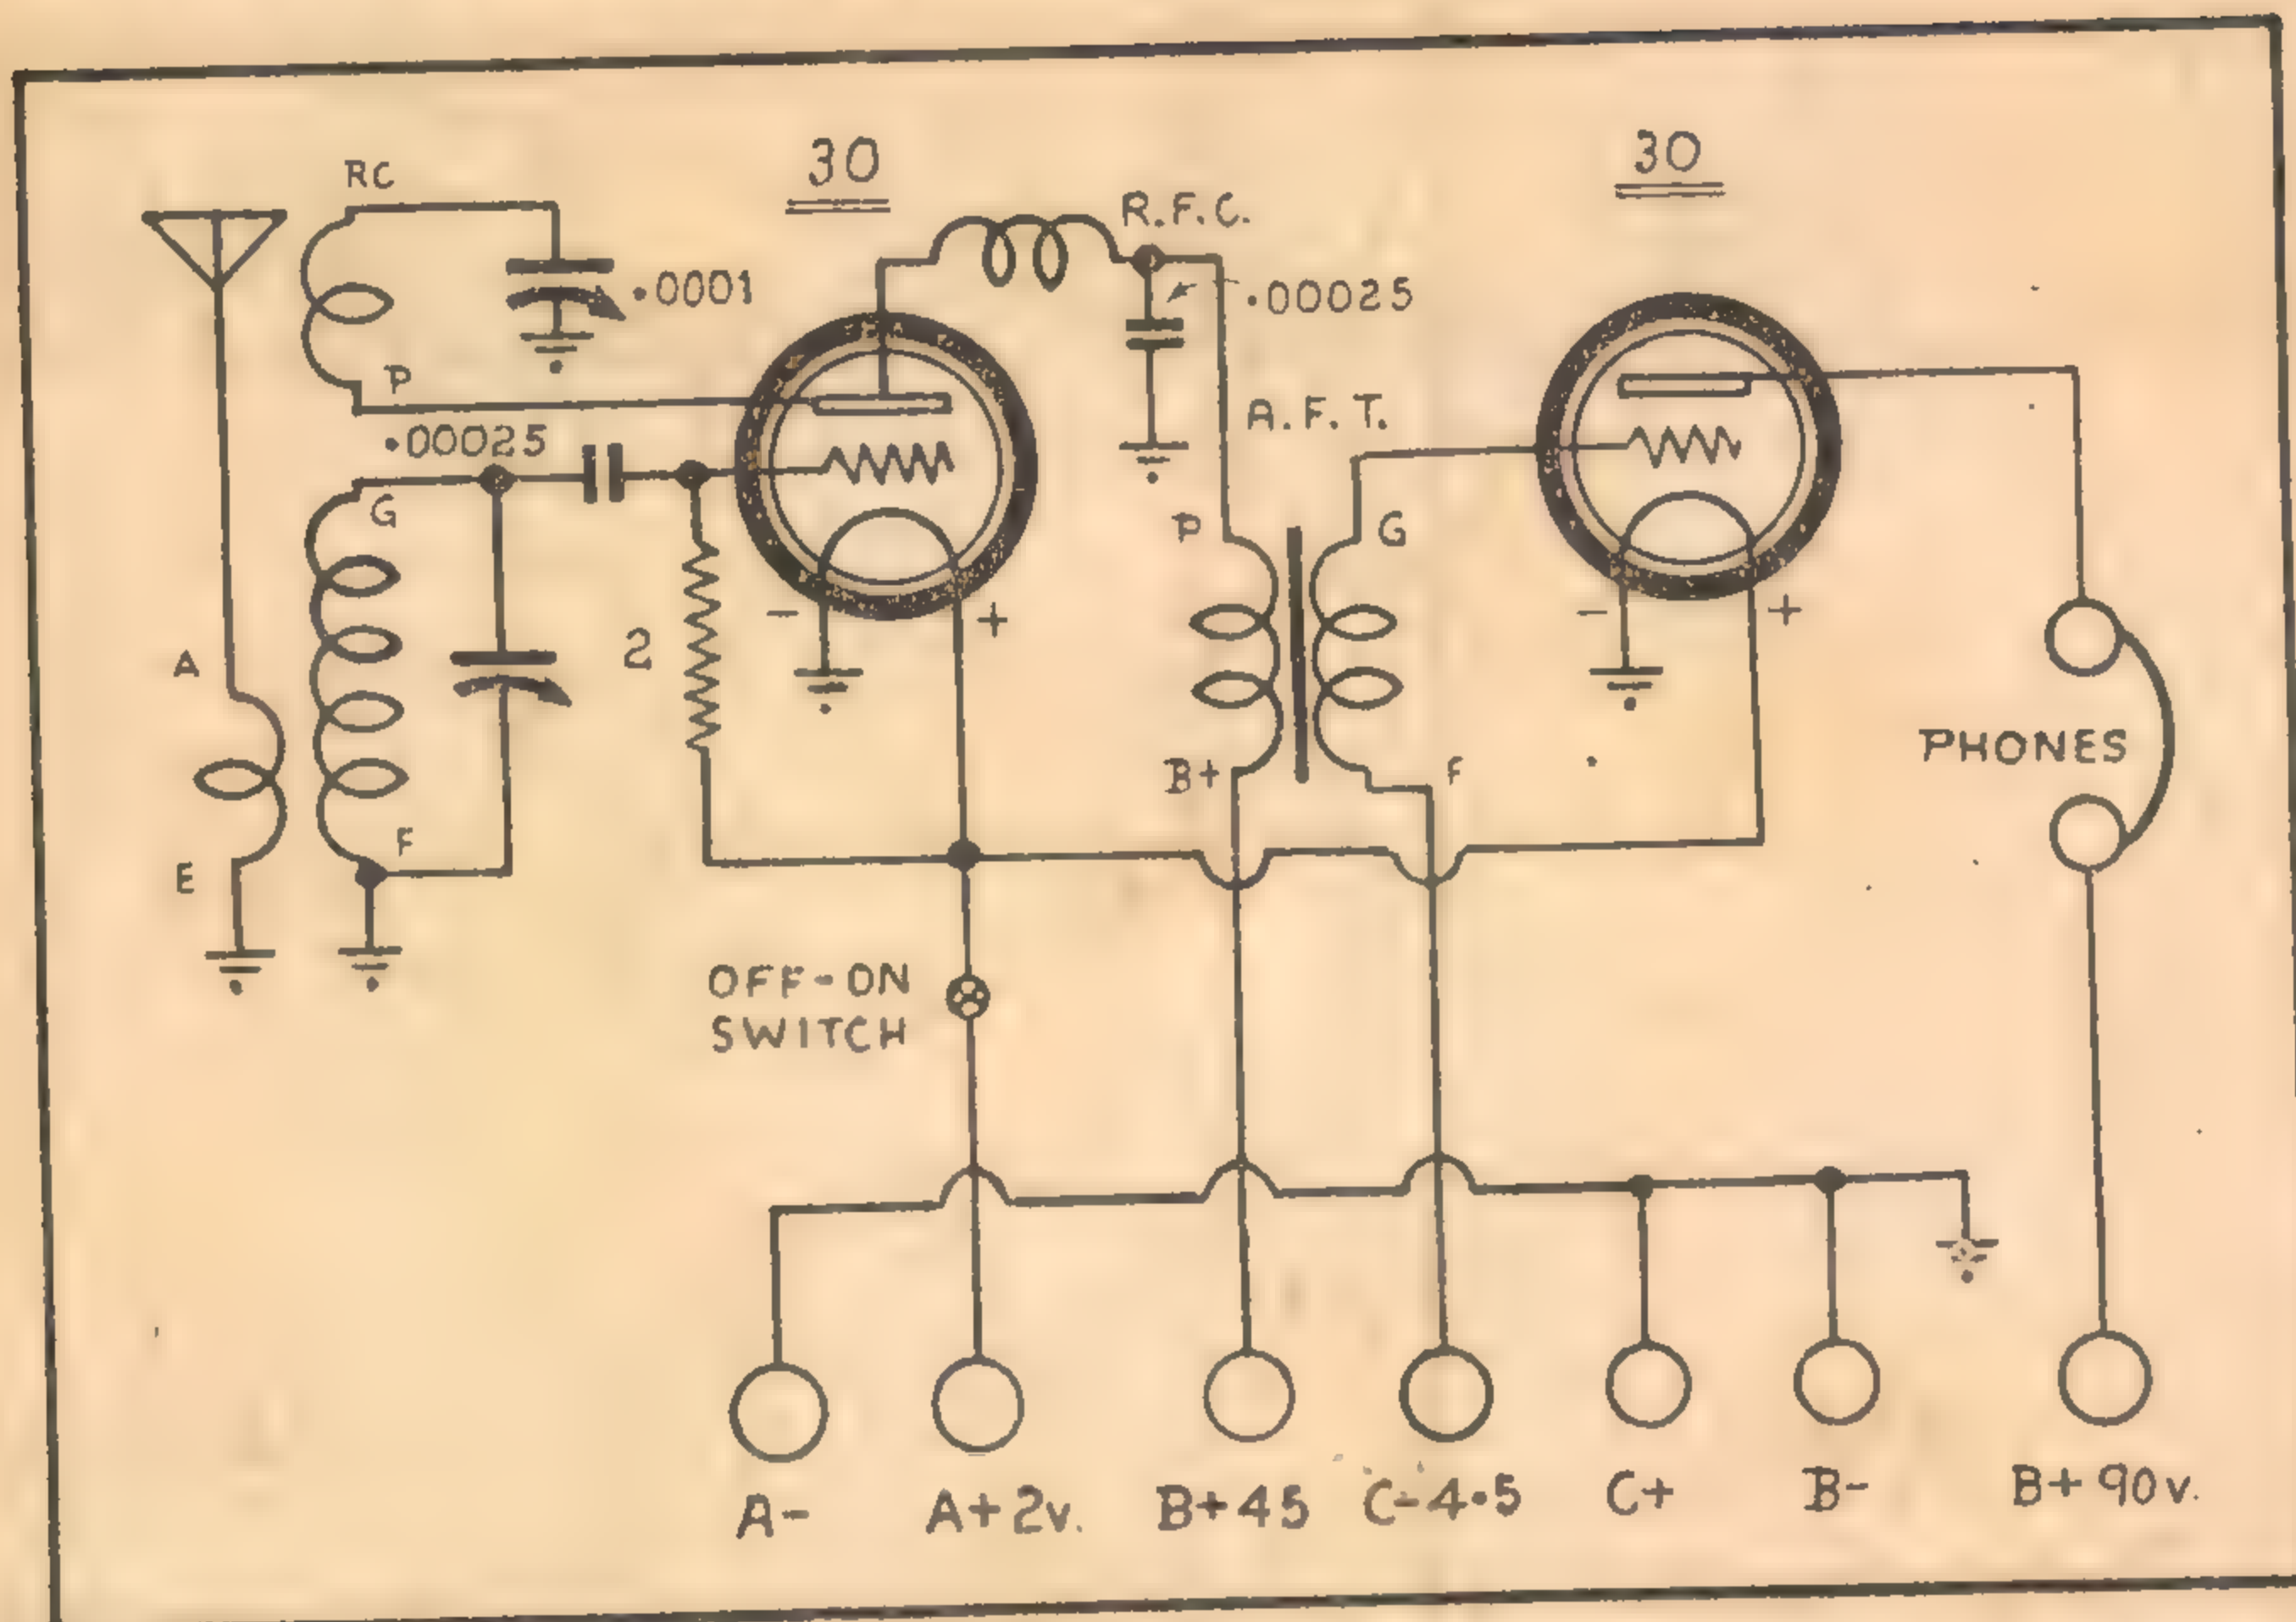 30
30
RC
R.F.C.
.0001
.00025
P
A.F.T.
.00025
G
P
G
-
+
-
+
2
A
PHONES
B+
F
F
E
OFF-ON
SWITCH
A-
A+2v.
B+45
C-4.5
C+
B-
B+90v.